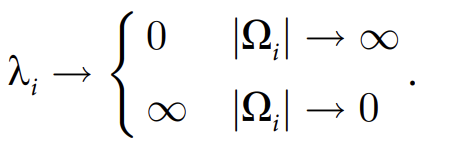 λ_i → { 0 |Ω_i| → ∞
∞ |Ω_i| → 0 .